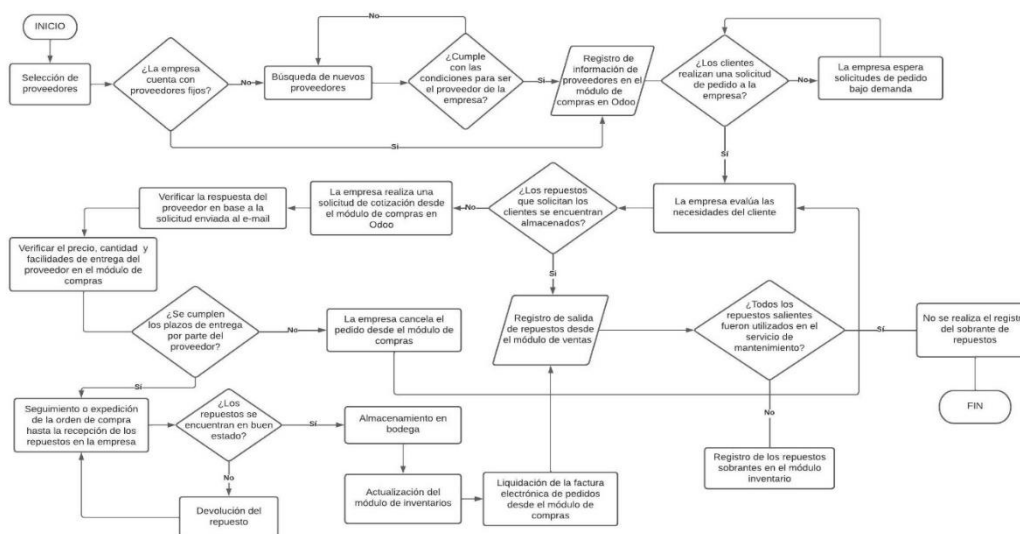 INICIO
Selección de
proveedores
¿La empresa
cuenta con
proveedores fijos?
No
Búsqueda de nuevos
proveedores
No
¿Cumple
con las
condiciones para ser
el proveedor de la
empresa?
Si
Registro de
información de
proveedores en el
módulo de
compras en Odoo
Sí
¿Los clientes
realizan una solicitud
de pedido a la
empresa?
No
La empresa espera
solicitudes de pedido
bajo demanda
Sí
La empresa evalúa las
necesidades del cliente
¿Los repuestos
que solicitan los
clientes se encuentran
almacenados?
No
La empresa realiza una
solicitud de cotización desde
el módulo de compras en
Odoo
Verificar la respuesta del
proveedor en base a la
solicitud enviada al e-mail
Verificar el precio, cantidad y
facilidades de entrega del
proveedor en el módulo de
compras
Sí
¿Se cumplen
los plazos de entrega
por parte del
proveedor?
No
La empresa cancela el
pedido desde el módulo de
compras
Registro de salida
de repuestos desde
el módulo de ventas
¿Todos los
repuestos salientes
fueron utilizados en el
servicio de
mantenimiento?
Sí
No se realiza el registro
del sobrante de
repuestos
FIN
Sí
Seguimiento o expedición
de la orden de compra
hasta la recepción de los
repuestos en la empresa
¿Los
repuestos se
encuentran en buen
estado?
Sí
Almacenamiento en
bodega
No
Registro de los repuestos
sobrantes en el módulo
inventario
No
Devolución del
repuesto
Actualización del
módulo de inventarios
Liquidación de la factura
electrónica de pedidos
desde el módulo de
compras